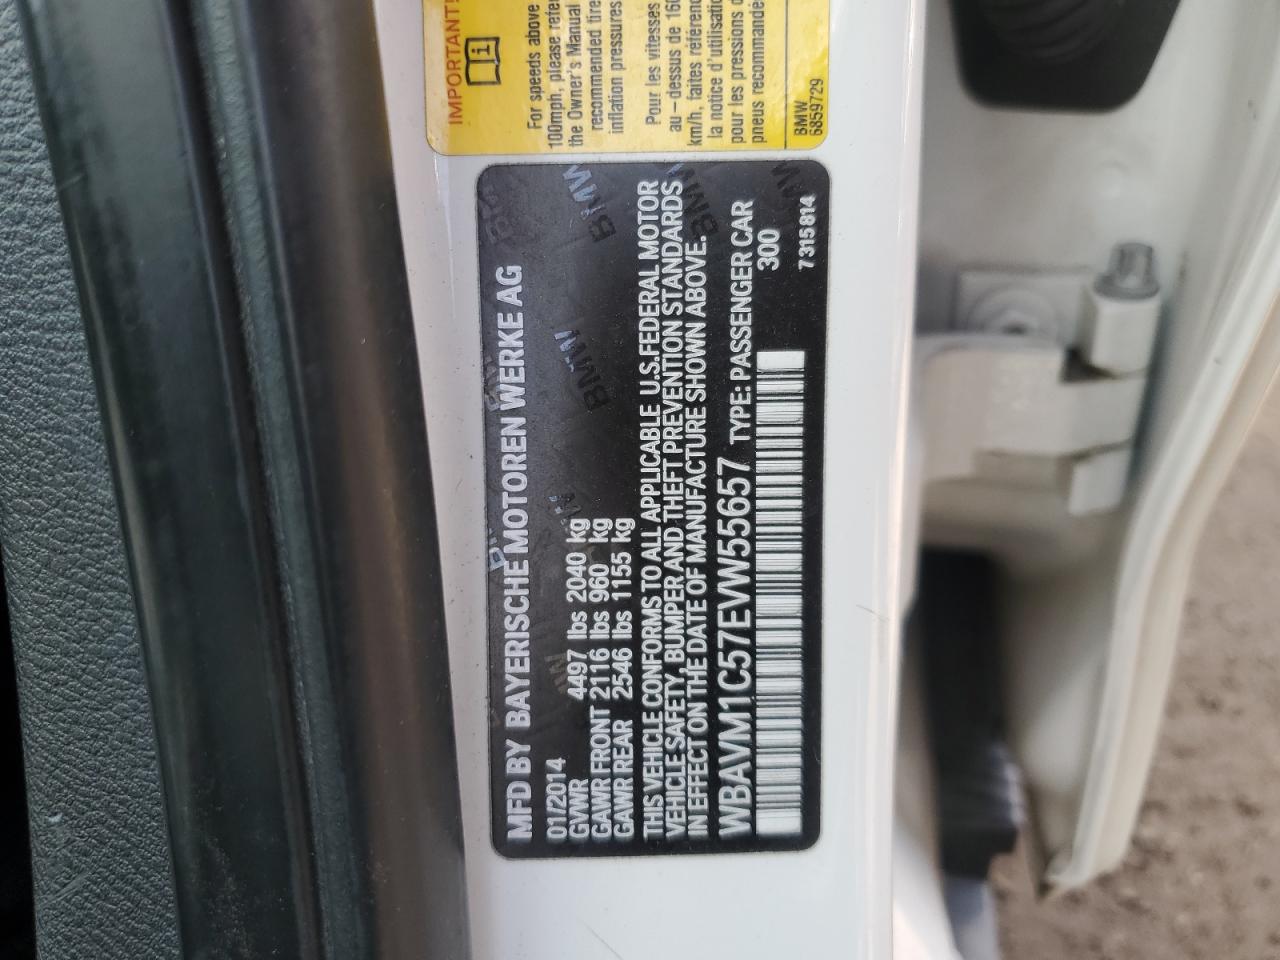 MFD BY BAYERISCHE MOTOREN WERKE AG
01/2014
GVWR 4497 lbs 2040 kg
GAWR FRONT 2116 lbs 960 kg
GAWR REAR 2546 lbs 1155 kg
THIS VEHICLE CONFORMS TO ALL APPLICABLE U.S.FEDERAL MOTOR
VEHICLE SAFETY, BUMPER AND THEFT PREVENTION STANDARDS
IN EFFECT ON THE DATE OF MANUFACTURE SHOWN ABOVE.
WBAVM1C57EVW55657 TYPE: PASSENGER CAR
300
7315814
IMPORTANT!
For speeds above
100mph, please refer
the Owner's Manual
recommended tire
inflation pressures
Pour les vitesses
au-dessus de 160
km/h, faites
la notice d'utilisation
pour les pressions
pneus
BMW
6859729